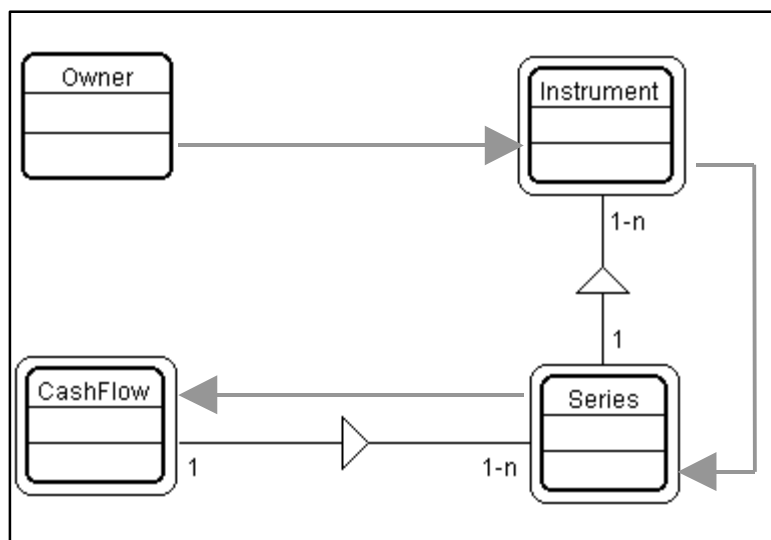 Owner
Instrument
1-n
1
CashFlow
Series
1
1-n